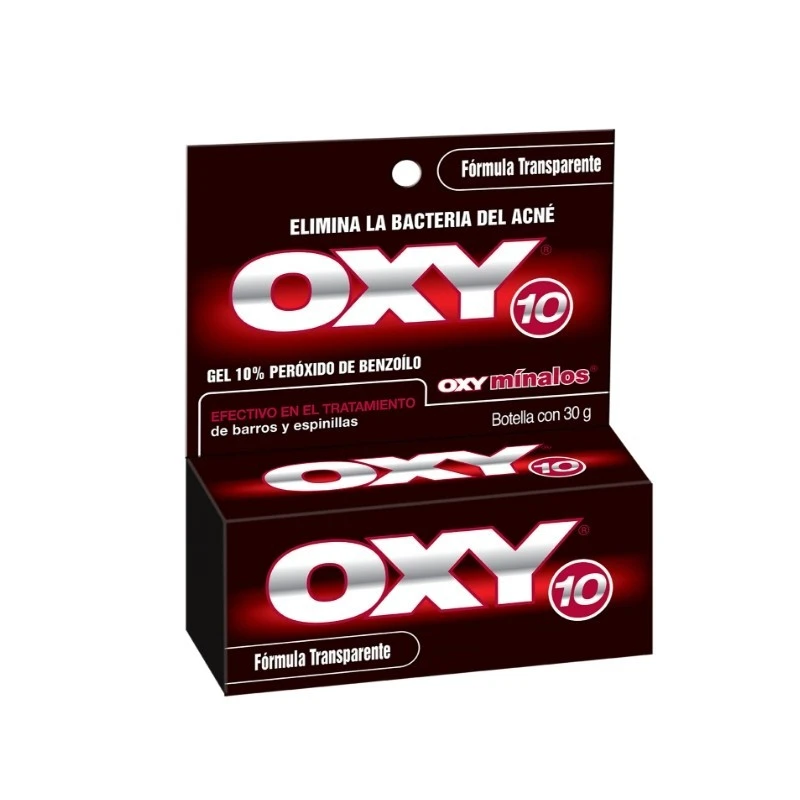 Fórmula Transparente
ELIMINA LA BACTERIA DEL ACNÉ
OXY® 10
GEL 10% PERÓXIDO DE BENZOÍLO
OXY mínalos®
EFECTIVO EN EL TRATAMIENTO
de barros y espinillas
Botella con 30 g
OXY 10
OXY® 10
Fórmula Transparente